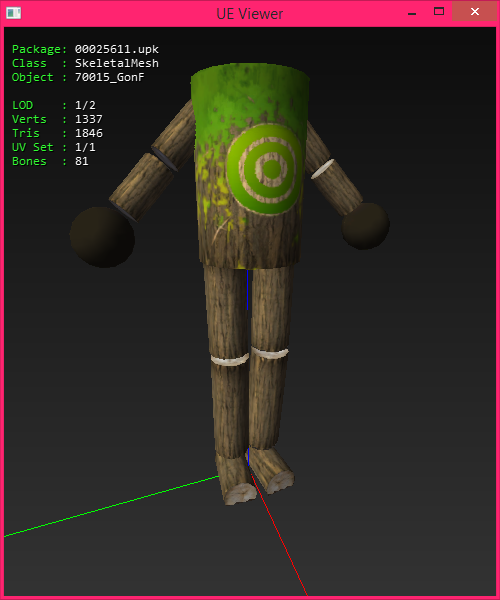 UE Viewer
Package: 00025611.upk
Class : SkeletalMesh
Object : 70015_GonF
LOD : 1/2
Verts : 1337
Tris : 1846
UV Set : 1/1
Bones : 81